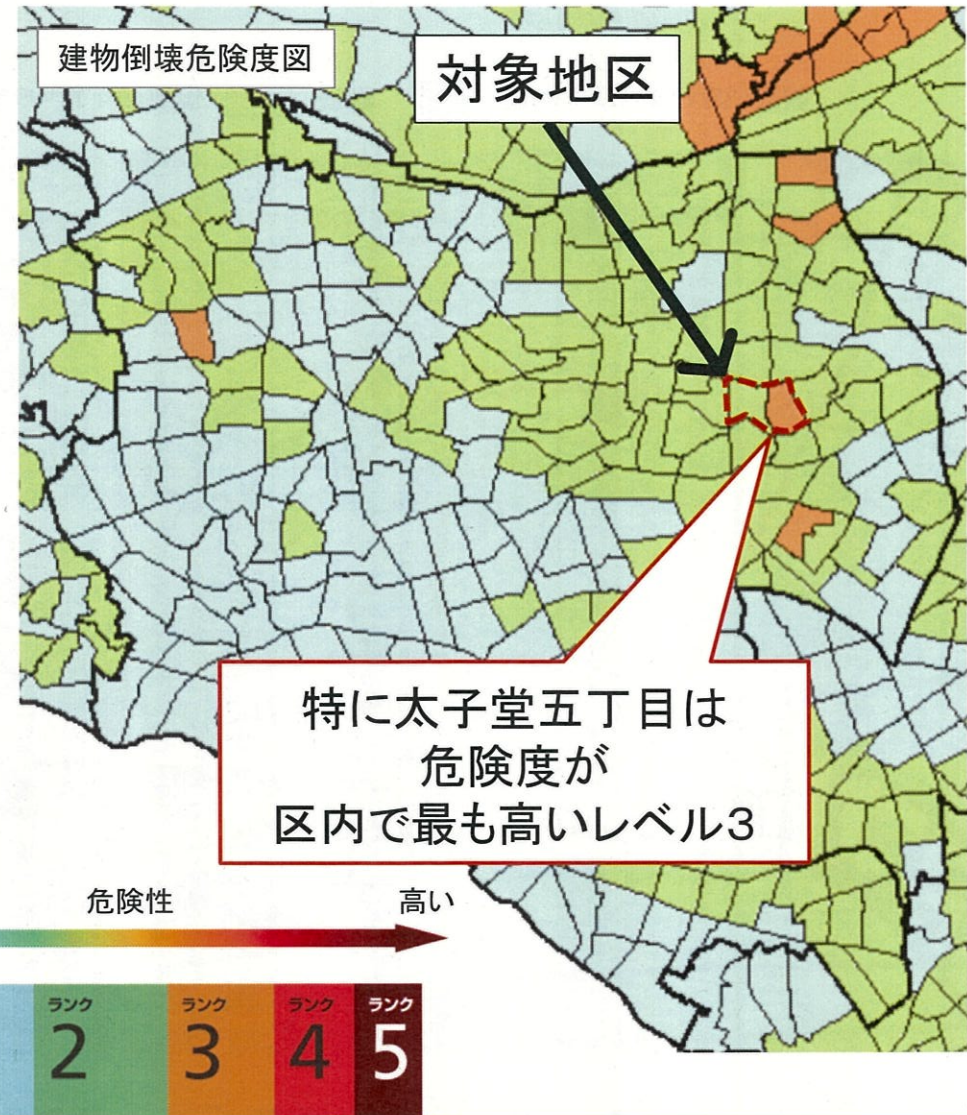 建物倒壊危険度図
対象地区
特に太子堂五丁目は
危険度が
区内で最も高いレベル3
危険性
高い
ランク
2
ランク
3
ランク
4
ランク
5